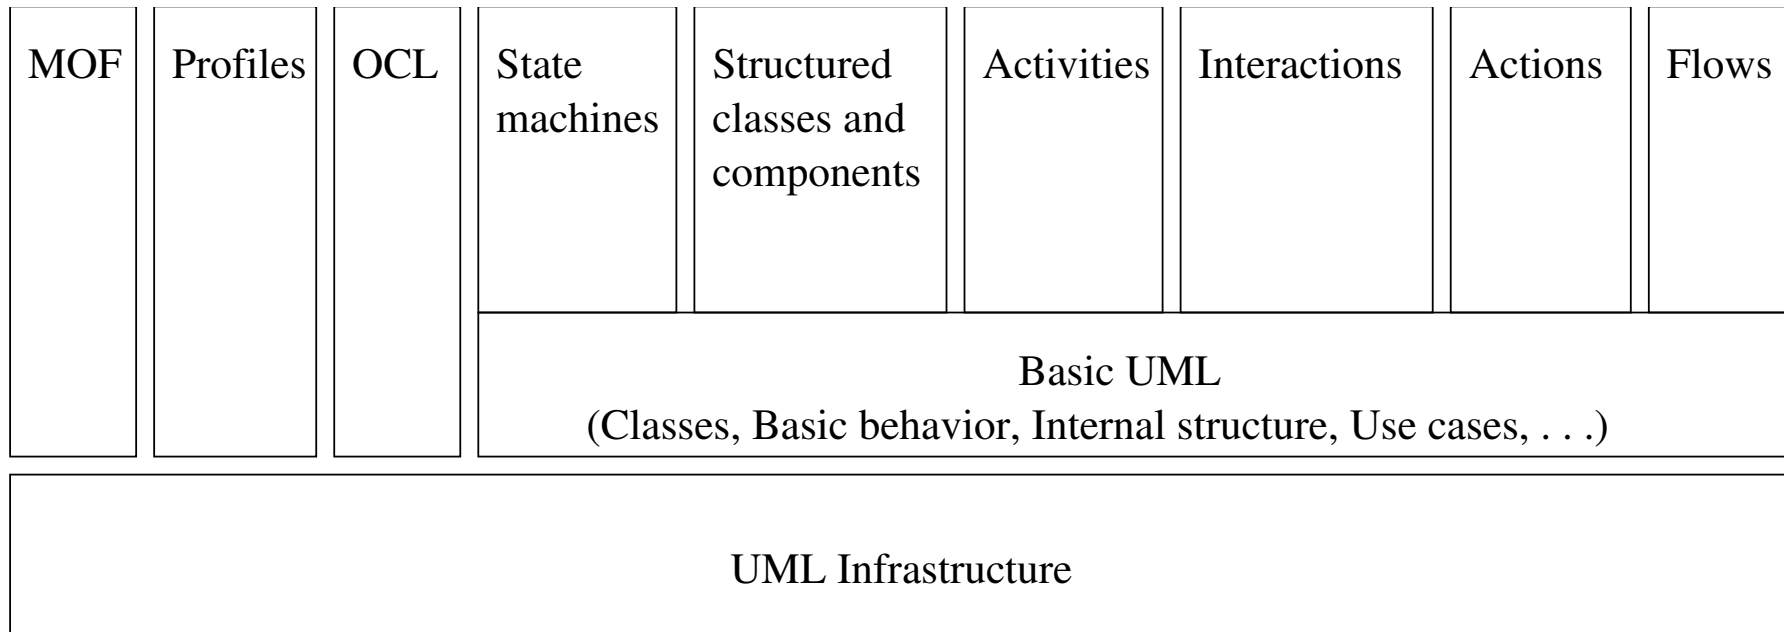 MOF
Profiles
OCL
State
machines
Structured
classes and
components
Activities
Interactions
Actions
Flows
Basic UML
(Classes, Basic behavior, Internal structure, Use cases, . . .)
UML Infrastructure